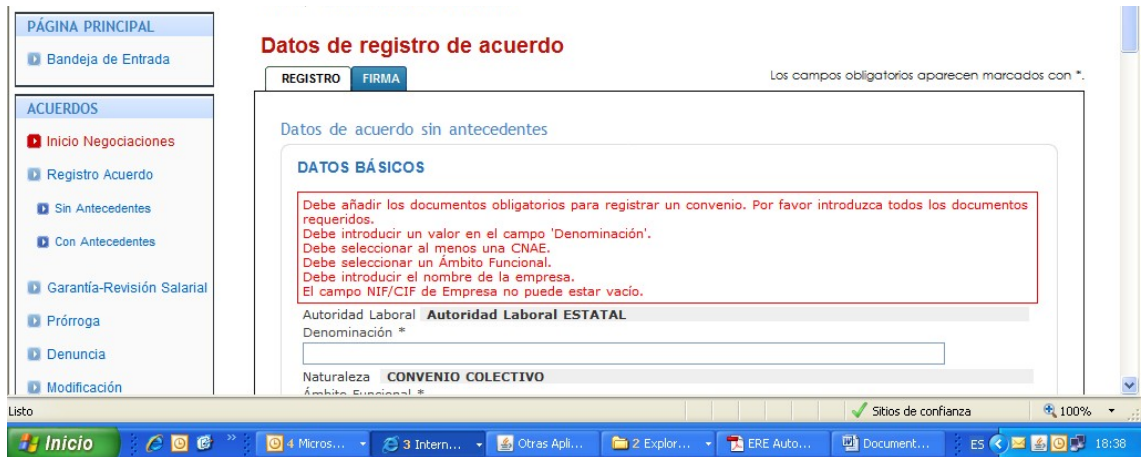 PÁGINA PRINCIPAL
Bandeja de Entrada
ACUERDOS
Inicio Negociaciones
Registro Acuerdo
Sin Antecedentes
Con Antecedentes
Garantía-Revisión Salarial
Prórroga
Denuncia
Modificación
Datos de registro de acuerdo
REGISTRO FIRMA
Los campos obligatorios aparecen marcados con *.
Datos de acuerdo sin antecedentes
DATOS BÁSICOS
Debe añadir los documentos obligatorios para registrar un convenio. Por favor introduzca todos los documentos
requeridos.
Debe introducir un valor en el campo 'Denominación'.
Debe seleccionar al menos una CNAE.
Debe seleccionar un Ámbito Funcional.
Debe introducir el nombre de la empresa.
El campo NIF/CIF de Empresa no puede estar vacío.
Autoridad Laboral Autoridad Laboral ESTATAL
Denominación *
Naturaleza CONVENIO COLECTIVO
Ámbito Funcional *
Listo Sitios de confianza 100%
Inicio 4 Micros... 3 Intern... Otras Apli... 2 Explor... ERE Auto... Document... ES 18:38